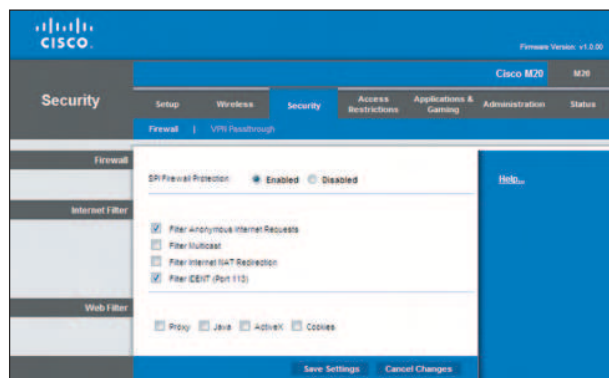 CISCO
Firmware Version: v1.0.00
Cisco M20 M20
Security
Setup Wireless Security Access Restrictions Applications & Gaming Administration Status
Firewall | VPN Passthrough
Firewall
SPI Firewall Protection: Enabled Disabled
Help...
Internet Filter
Filter Anonymous Internet Requests
Filter Multicast
Filter Internet NAT Redirection
Filter IDENT (Port 113)
Web Filter
Proxy Java ActiveX Cookies
Save Settings Cancel Changes